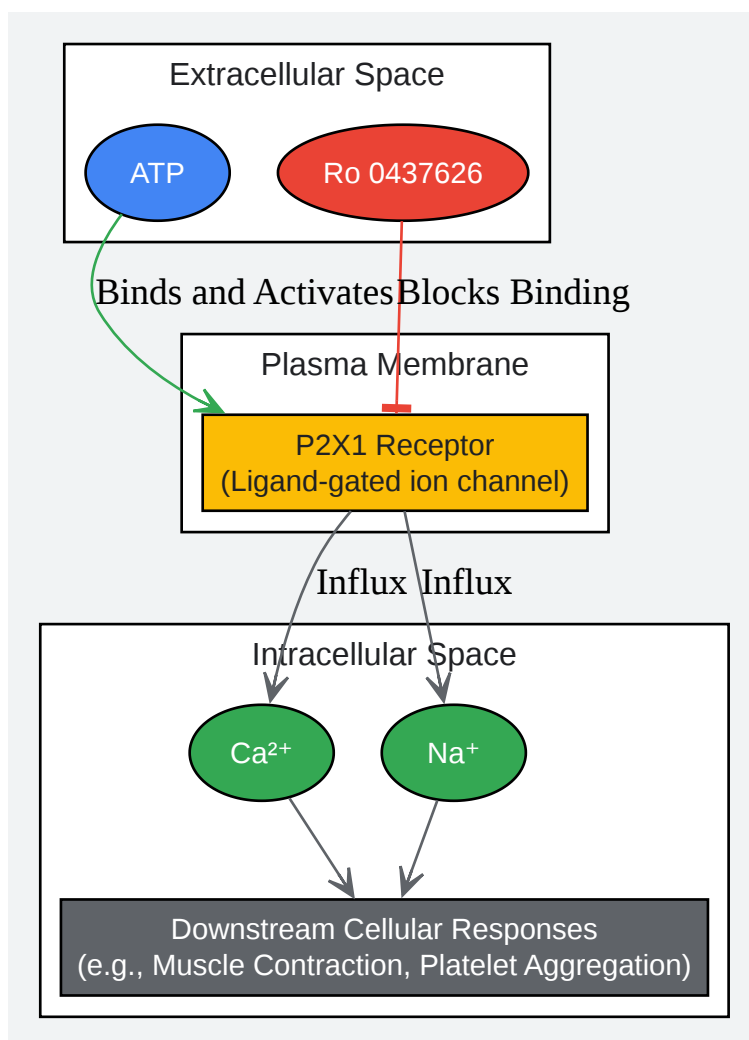 Extracellular Space
ATP
Ro 0437626
Binds and Activates
Blocks Binding
Plasma Membrane
P2X1 Receptor
(Ligand-gated ion channel)
Influx
Influx
Intracellular Space
Ca²⁺
Na⁺
Downstream Cellular Responses
(e.g., Muscle Contraction, Platelet Aggregation)